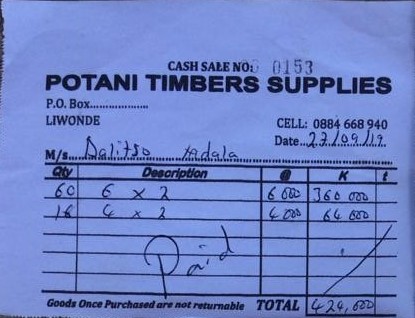 CASH SALE NO: 0153
POTANI TIMBERS SUPPLIES
P.O. Box..................
LIWONDE
CELL: 0884 668 940
Date...27/09/19
M/s...Dalitso
Qty Description @ K t
60 6 x 2 6 000 360 000
16 4 x 2 4 000 64 000
Paid
Goods Once Purchased are not returnable TOTAL 424,000